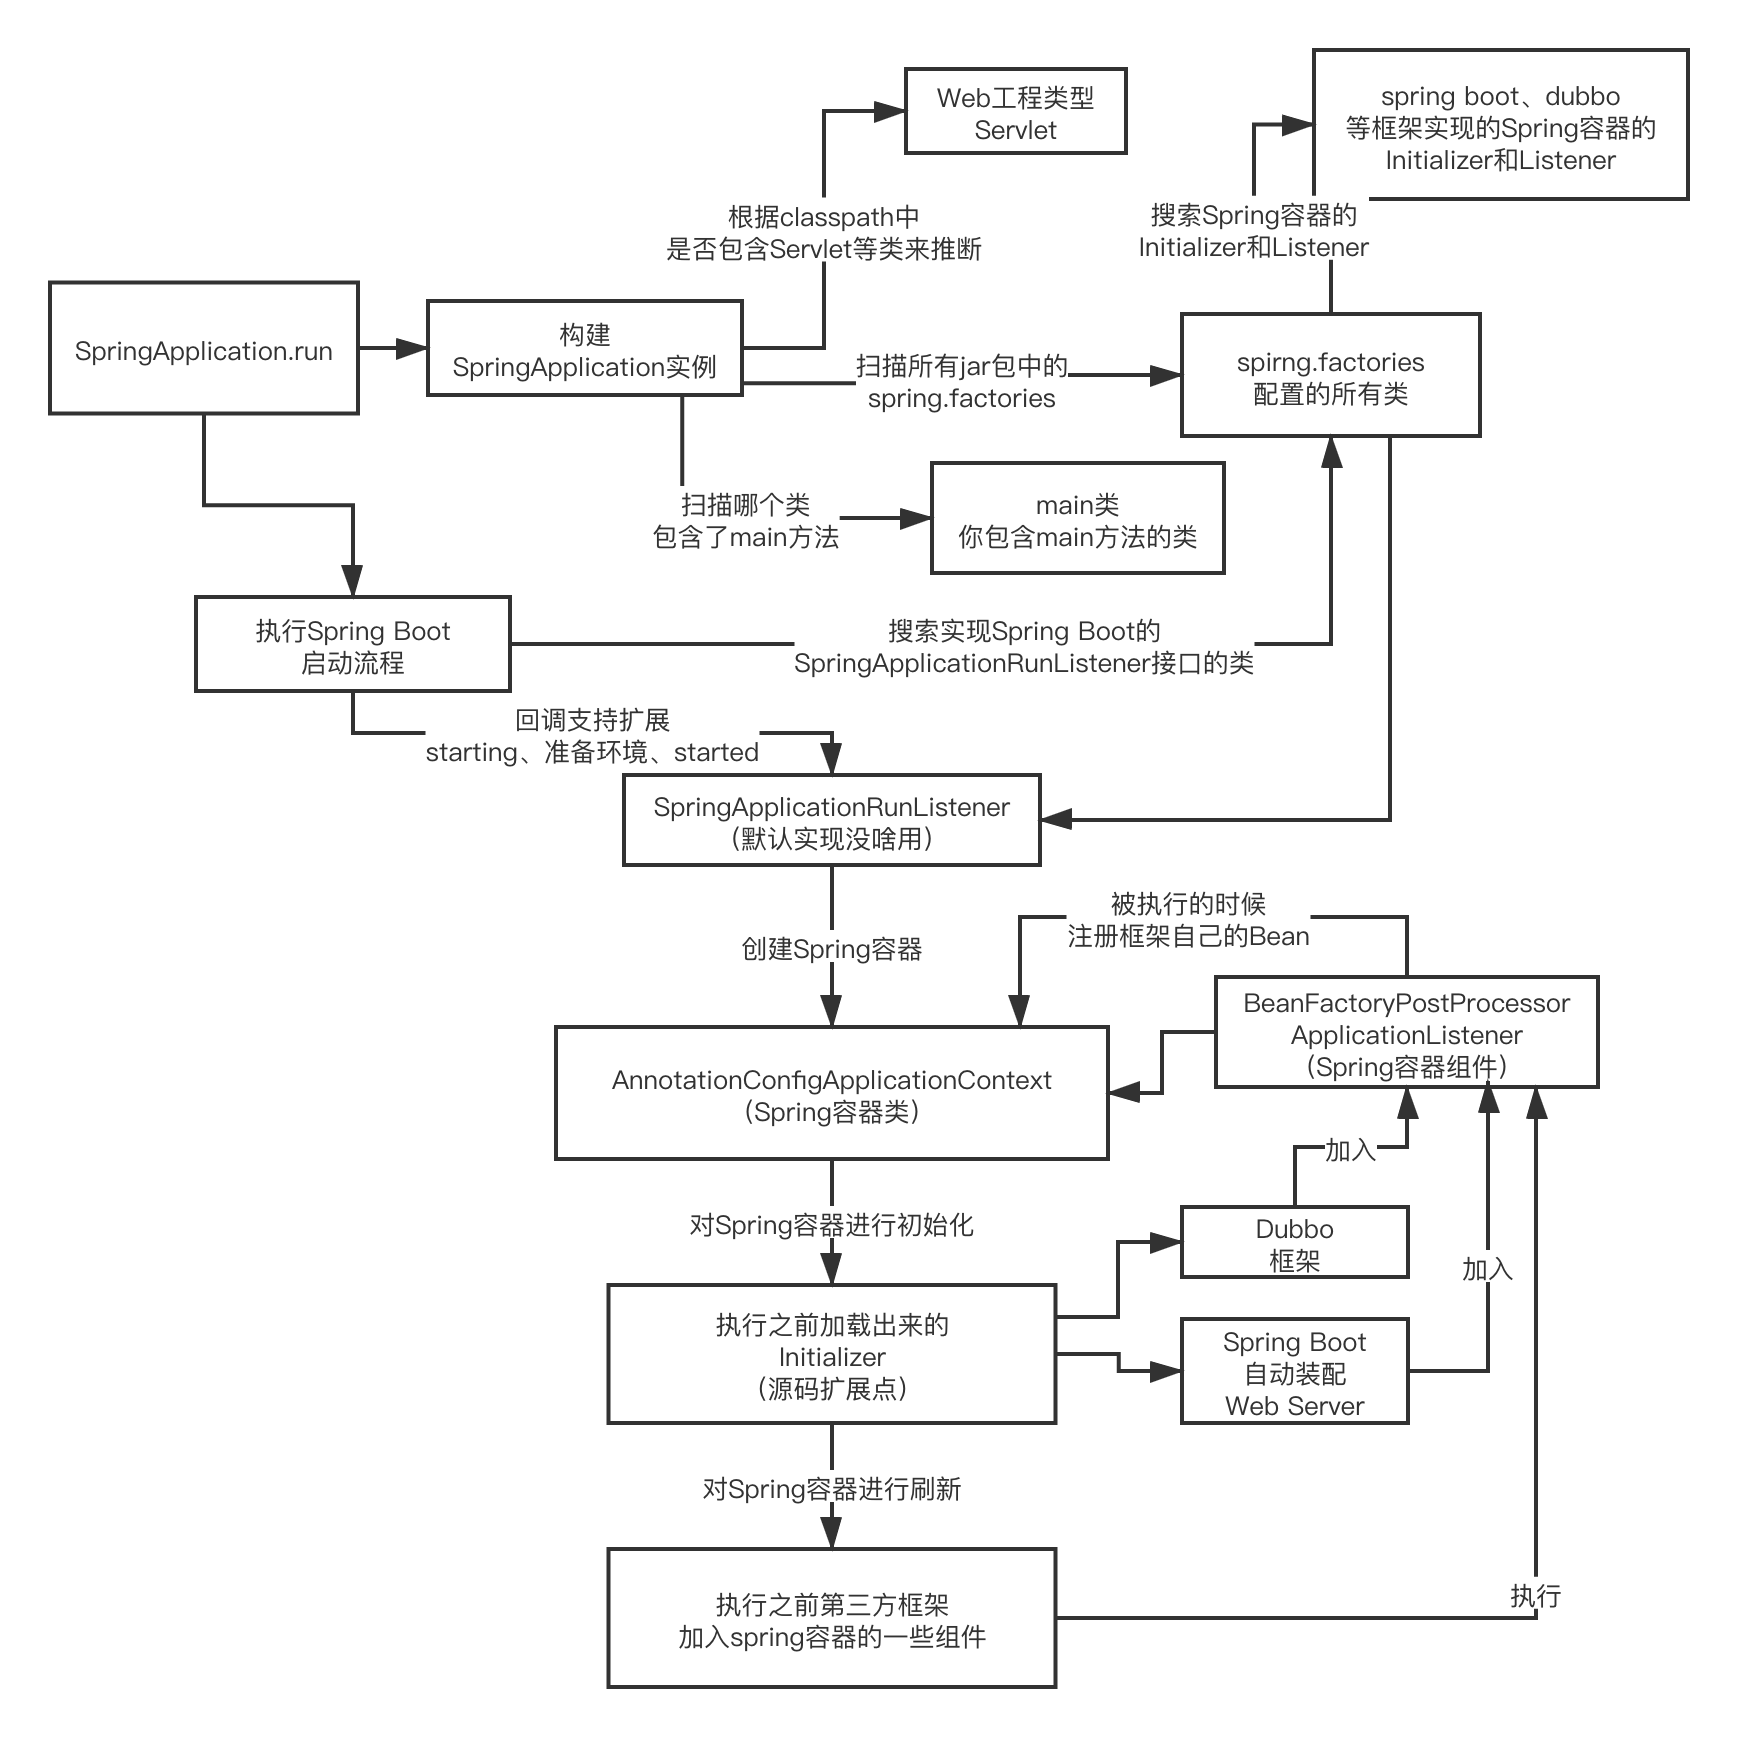 Web工程类型
Servlet
spring boot、dubbo
等框架实现的Spring容器的
Initializer和Listener
根据classpath中
是否包含Servlet等类来推断
搜索Spring容器的
Initializer和Listener
SpringApplication.run
构建
SpringApplication实例
扫描所有jar包中的
spring.factories
spirng.factories
配置的所有类
扫描哪个类
包含了main方法
main类
你包含main方法的类
执行Spring Boot
启动流程
搜索实现Spring Boot的
SpringApplicationRunListener接口的类
回调支持扩展
starting、准备环境、started
SpringApplicationRunListener
（默认实现没啥用）
创建Spring容器
被执行的时候
注册框架自己的Bean
BeanFactoryPostProcessor
ApplicationListener
（Spring容器组件）
AnnotationConfigApplicationContext
（Spring容器类）
加入
对Spring容器进行初始化
Dubbo
框架
加入
执行之前加载出来的
Initializer
（源码扩展点）
Spring Boot
自动装配
Web Server
对Spring容器进行刷新
执行之前第三方框架
加入spring容器的一些组件
执行